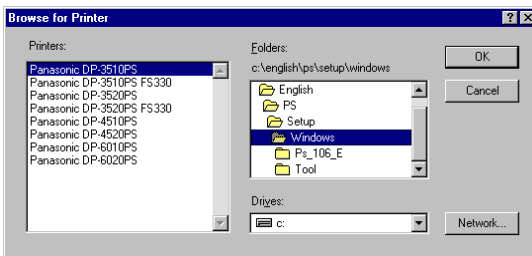 Browse for Printer
Printers:
Panasonic DP-3510PS
Panasonic DP-3510PS FS330
Panasonic DP-3520PS
Panasonic DP-3520PS FS330
Panasonic DP-4510PS
Panasonic DP-4520PS
Panasonic DP-6010PS
Panasonic DP-6020PS
Folders:
c:\english\ps\setup\windows
English
PS
Setup
Windows
Ps_106_E
Tool
Drives:
c:
OK
Cancel
Network...